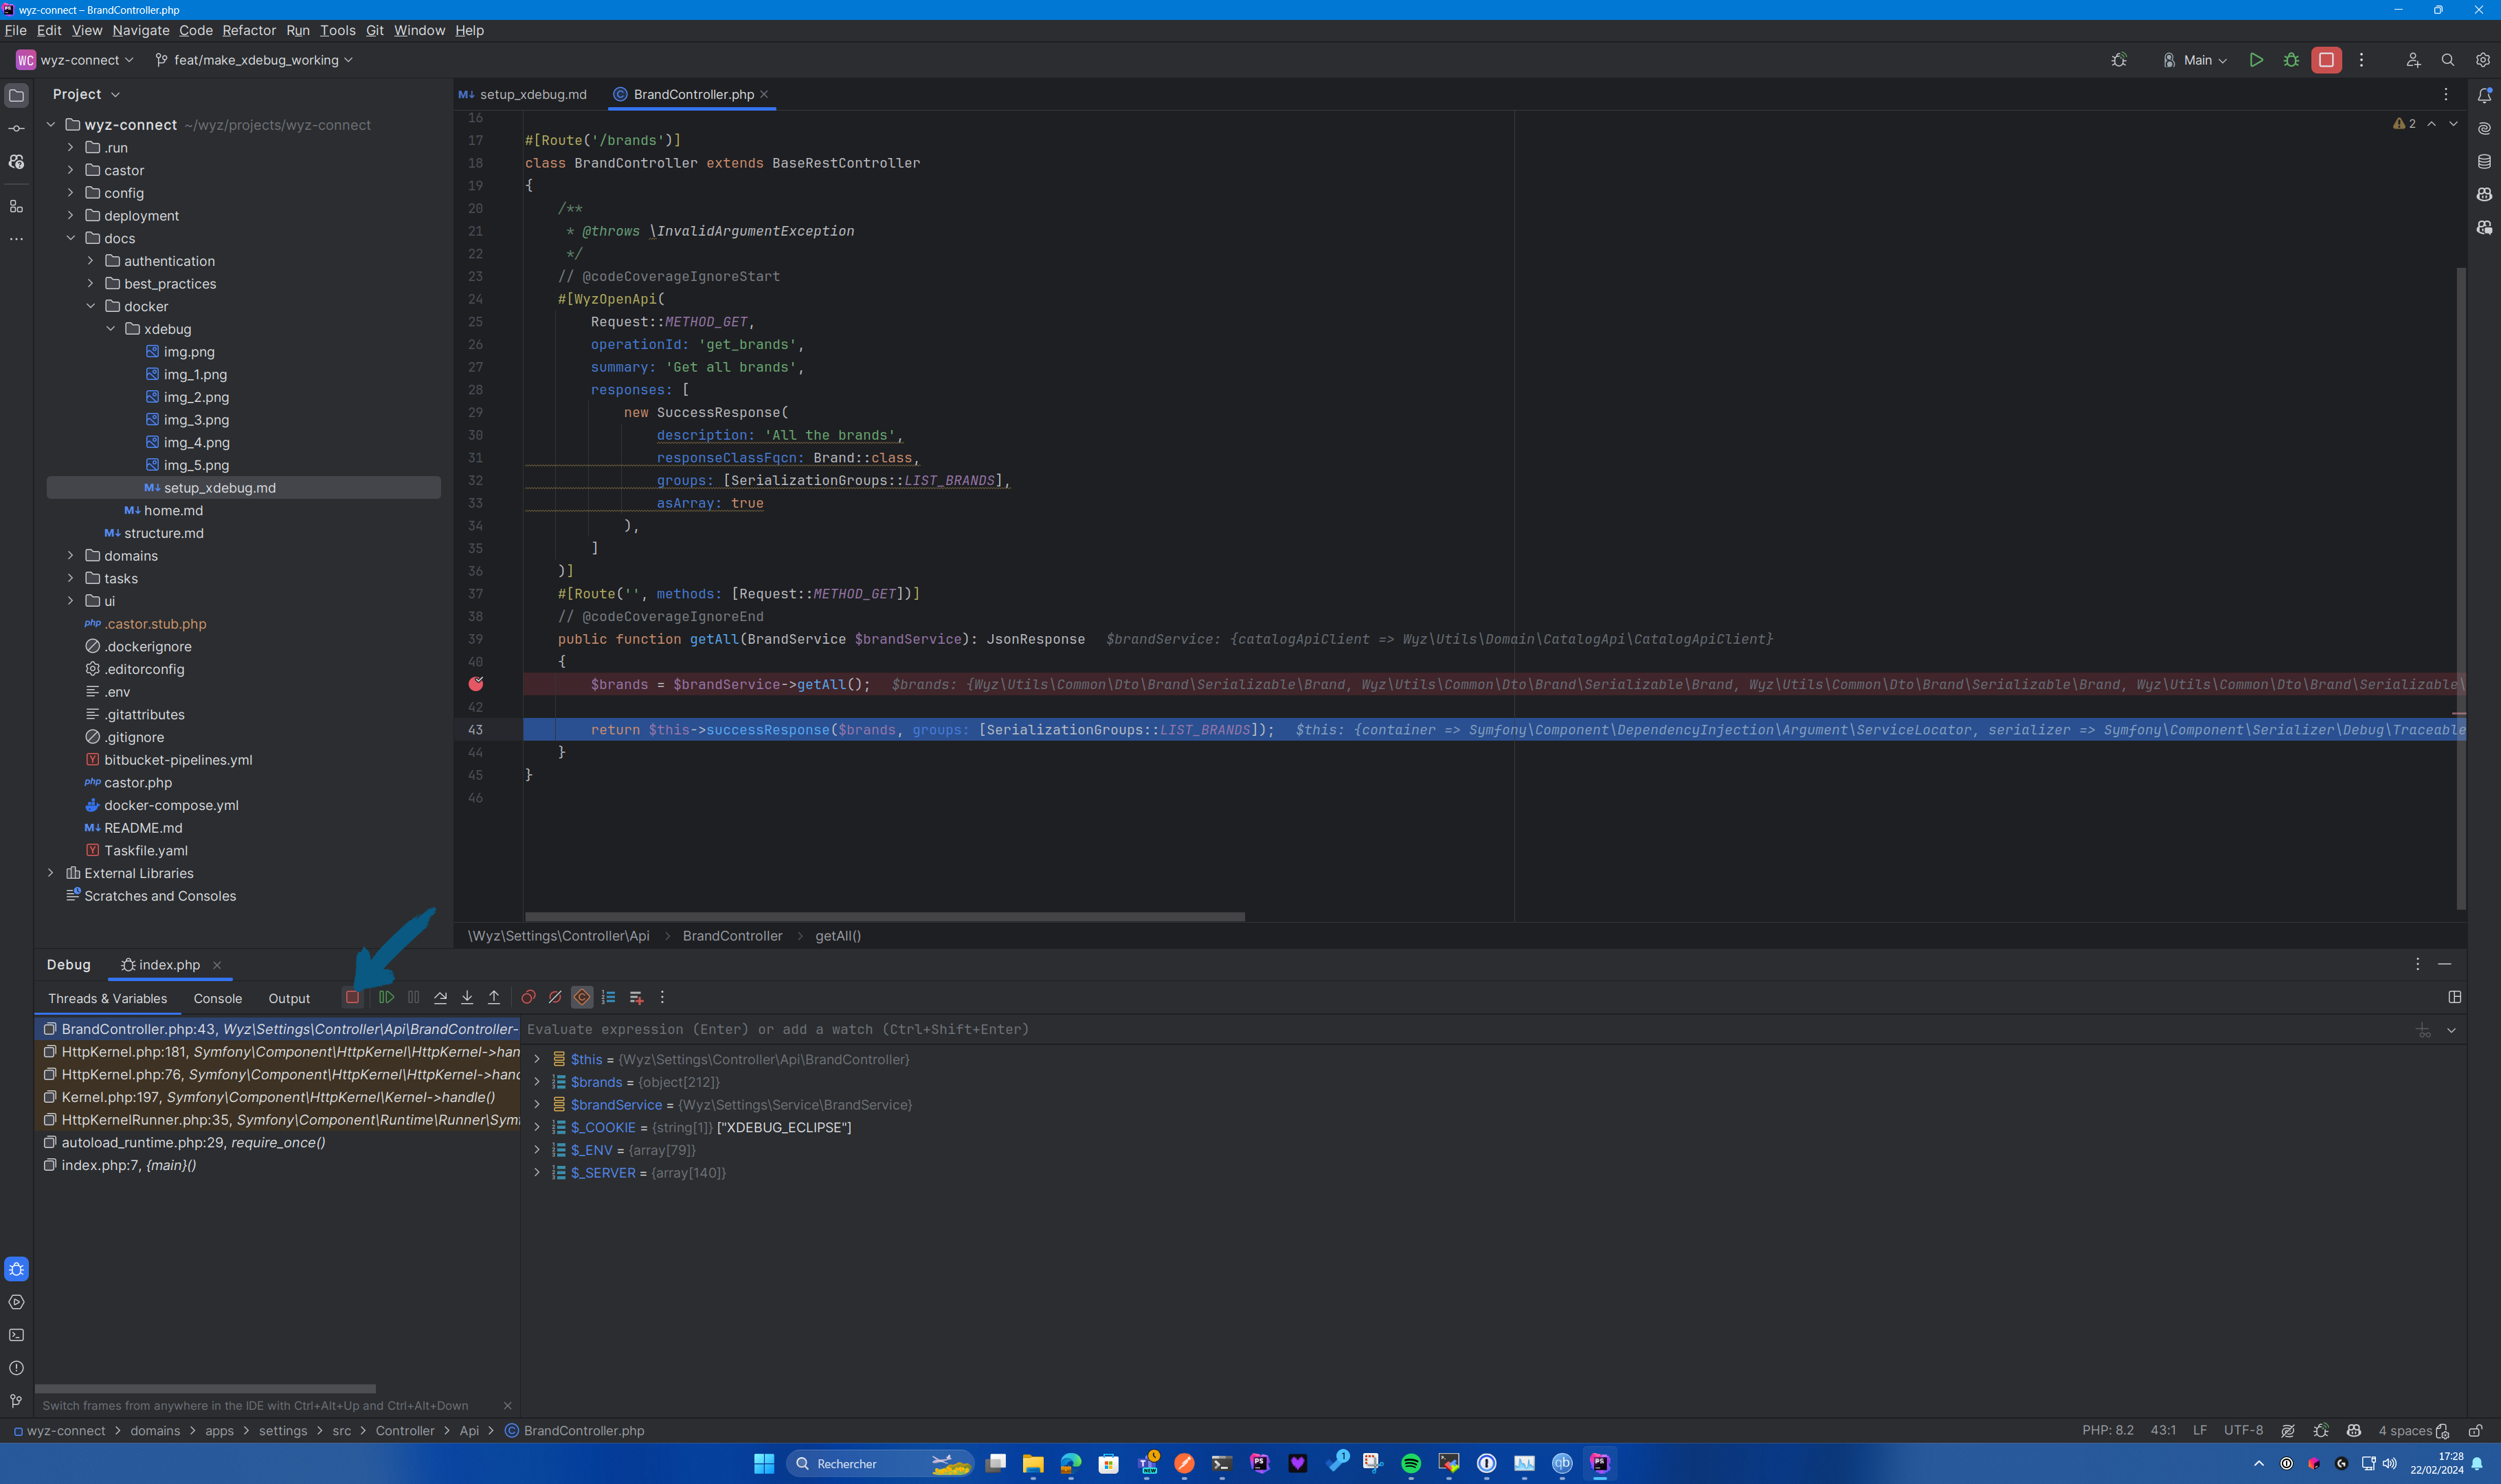 wyz-connect – BrandController.php
File Edit View Navigate Code Refactor Run Tools Git Window Help
WC wyz-connect feat/make_xdebug_working Main
Project
wyz-connect ~/wyz/projects/wyz-connect
.run
castor
config
deployment
docs
authentication
best_practices
docker
xdebug
img.png
img_1.png
img_2.png
img_3.png
img_4.png
img_5.png
setup_xdebug.md
home.md
structure.md
domains
tasks
ui
.castor.stub.php
.dockerignore
.editorconfig
.env
.gitattributes
.gitignore
bitbucket-pipelines.yml
castor.php
docker-compose.yml
README.md
Taskfile.yaml
External Libraries
Scratches and Consoles
setup_xdebug.md BrandController.php
2
16
17 #[Route('/brands')]
18 class BrandController extends BaseRestController
19 {
20 /**
21 * @throws \InvalidArgumentException
22 */
23 // @codeCoverageIgnoreStart
24 #[WyzOpenApi(
25 Request::METHOD_GET,
26 operationId: 'get_brands',
27 summary: 'Get all brands',
28 responses: [
29 new SuccessResponse(
30 description: 'All the brands',
31 responseClassFqcn: Brand::class,
32 groups: [SerializationGroups::LIST_BRANDS],
33 asArray: true
34 ),
35 ]
36 )]
37 #[Route('', methods: [Request::METHOD_GET])]
38 // @codeCoverageIgnoreEnd
39 public function getAll(BrandService $brandService): JsonResponse $brandService: {catalogApiClient => Wyz\Utils\Domain\CatalogApi\CatalogApiClient}
40 {
$brands = $brandService->getAll(); $brands: {Wyz\Utils\Common\Dto\Brand\Serializable\Brand, Wyz\Utils\Common\Dto\Brand\Serializable\Brand, Wyz\Utils\Common\Dto\Brand\Serializable\Brand, Wyz\Utils\Common\Dto\Brand\Serializable\
42
43 return $this->successResponse($brands, groups: [SerializationGroups::LIST_BRANDS]); $this: {container => Symfony\Component\DependencyInjection\Argument\ServiceLocator, serializer => Symfony\Component\Serializer\Debug\Traceable
44 }
45 }
46
\Wyz\Settings\Controller\Api > BrandController > getAll()
Debug index.php
Threads & Variables Console Output
BrandController.php:43, Wyz\Settings\Controller\Api\BrandController-
HttpKernel.php:181, Symfony\Component\HttpKernel\HttpKernel->han
HttpKernel.php:76, Symfony\Component\HttpKernel\HttpKernel->hand
Kernel.php:197, Symfony\Component\HttpKernel\Kernel->handle()
HttpKernelRunner.php:35, Symfony\Component\Runtime\Runner\Symf
autoload_runtime.php:29, require_once()
index.php:7, {main}()
Evaluate expression (Enter) or add a watch (Ctrl+Shift+Enter)
$this = {Wyz\Settings\Controller\Api\BrandController}
$brands = {object[212]}
$brandService = {Wyz\Settings\Service\BrandService}
$_COOKIE = {string[1]} ["XDEBUG_ECLIPSE"]
$_ENV = {array[79]}
$_SERVER = {array[140]}
Switch frames from anywhere in the IDE with Ctrl+Alt+Up and Ctrl+Alt+Down
wyz-connect > domains > apps > settings > src > Controller > Api > BrandController.php
PHP: 8.2 43:1 LF UTF-8 4 spaces
Rechercher
17:28
22/02/2024